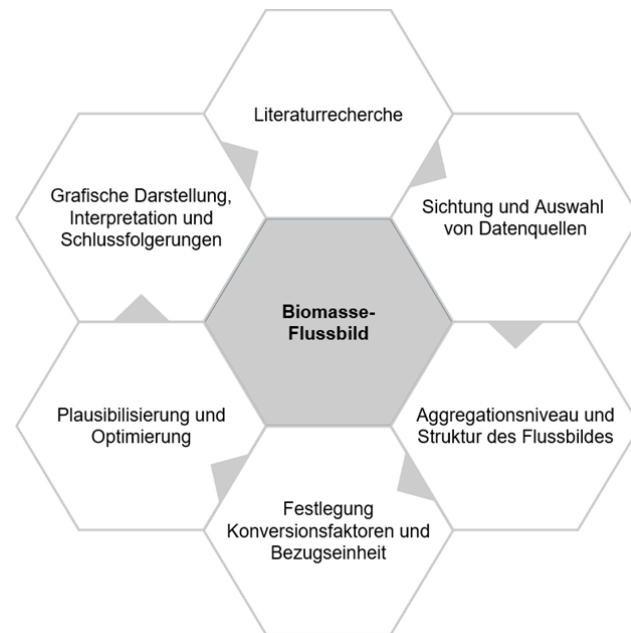 Literaturrecherche
Sichtung und Auswahl
von Datenquellen
Aggregationsniveau und
Struktur des Flussbildes
Festlegung
Konversionsfaktoren und
Bezugseinheit
Plausibilisierung und
Optimierung
Grafische Darstellung,
Interpretation und
Schlussfolgerungen
Biomasse-
Flussbild